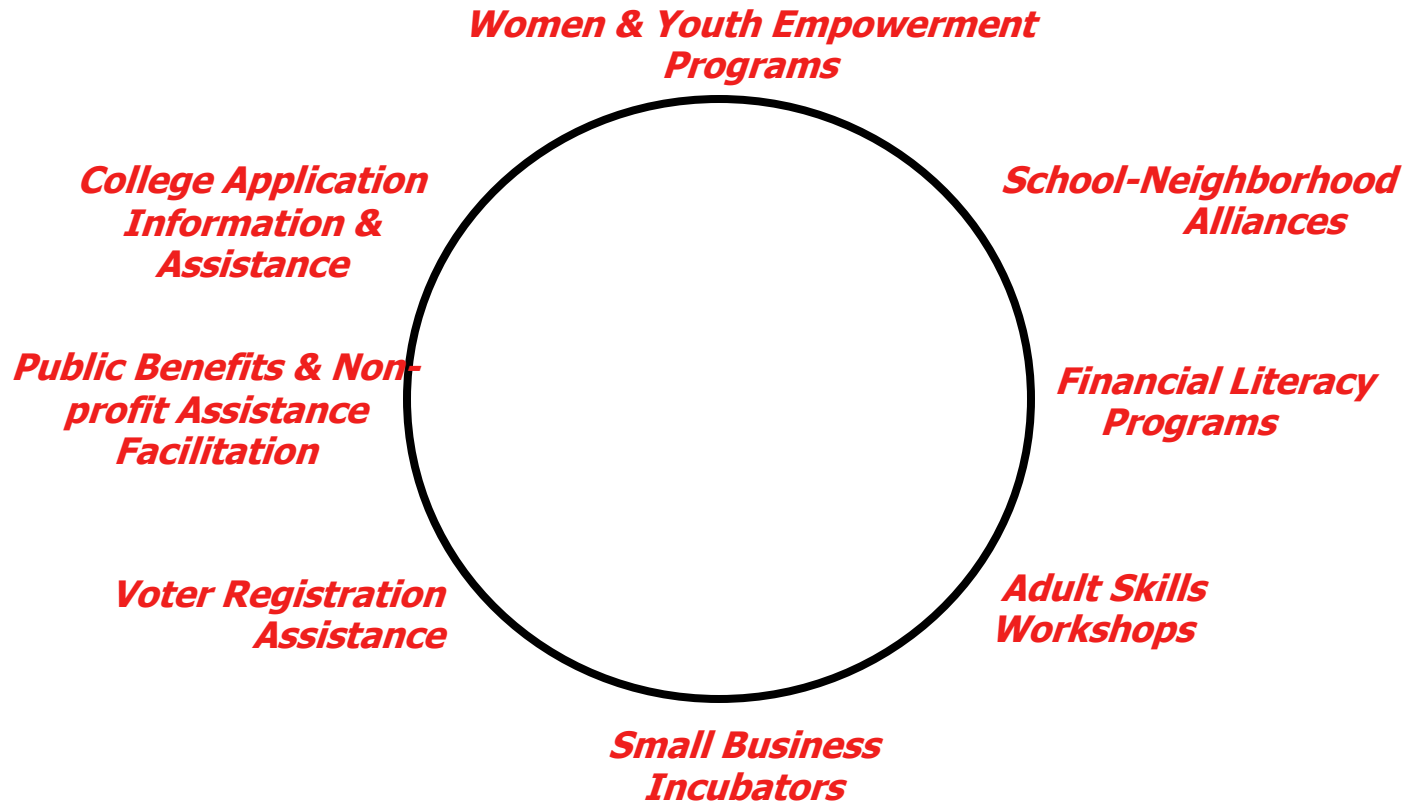 Women & Youth Empowerment
Programs
School-Neighborhood
Alliances
Financial Literacy
Programs
Adult Skills
Workshops
Small Business
Incubators
Voter Registration
Assistance
Public Benefits & Non-
profit Assistance
Facilitation
College Application
Information &
Assistance